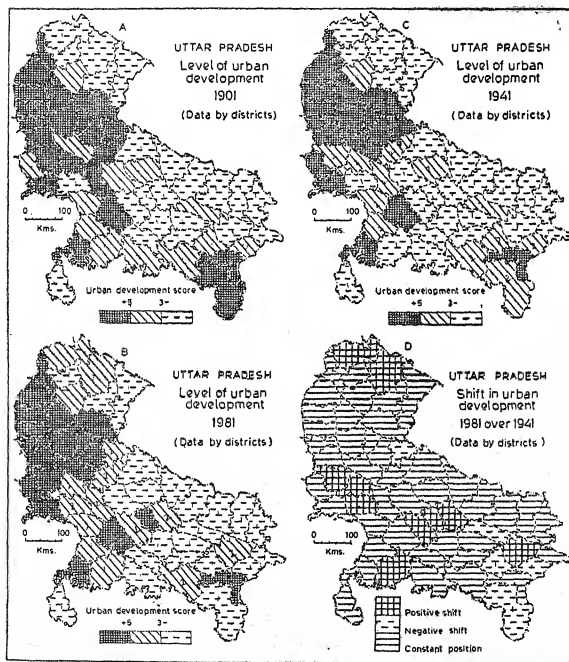 A
UTTAR PRADESH
Level of urban
development
1901
(Data by districts)
0 100
Kms.
Urban development score
+5 3-
C
UTTAR PRADESH
Level of urban
development
1941
(Data by districts)
0 100
Kms.
Urban development score
+5 3-
B
UTTAR PRADESH
Level of urban
development
1981
(Data by districts)
0 100
Kms.
Urban development score
+5 3-
D
UTTAR PRADESH
Shift in urban
development
1981 over 1941
(Data by districts)
0 100
Kms.
Positive shift
Negative shift
Constant position